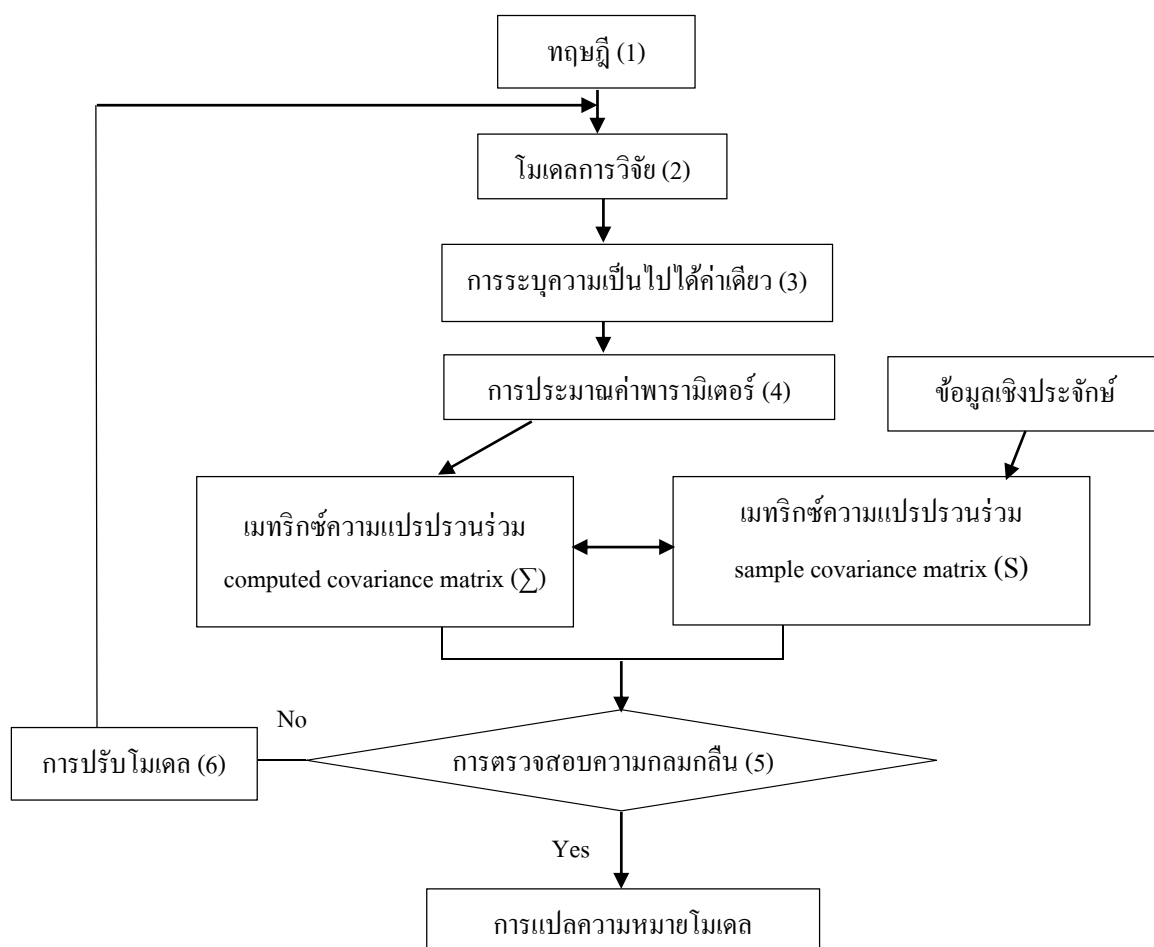 ทฤษฎี (1)
โมเดลการวิจัย (2)
การระบุความเป็นไปได้ค่าเดียว (3)
การประมาณค่าพารามิเตอร์ (4)
ข้อมูลเชิงประจักษ์
เมทริกซ์ความแปรปรวนร่วม
computed covariance matrix (∑)
เมทริกซ์ความแปรปรวนร่วม
sample covariance matrix (S)
No
การปรับโมเดล (6)
การตรวจสอบความกลมกลืน (5)
Yes
การแปลความหมายโมเดล